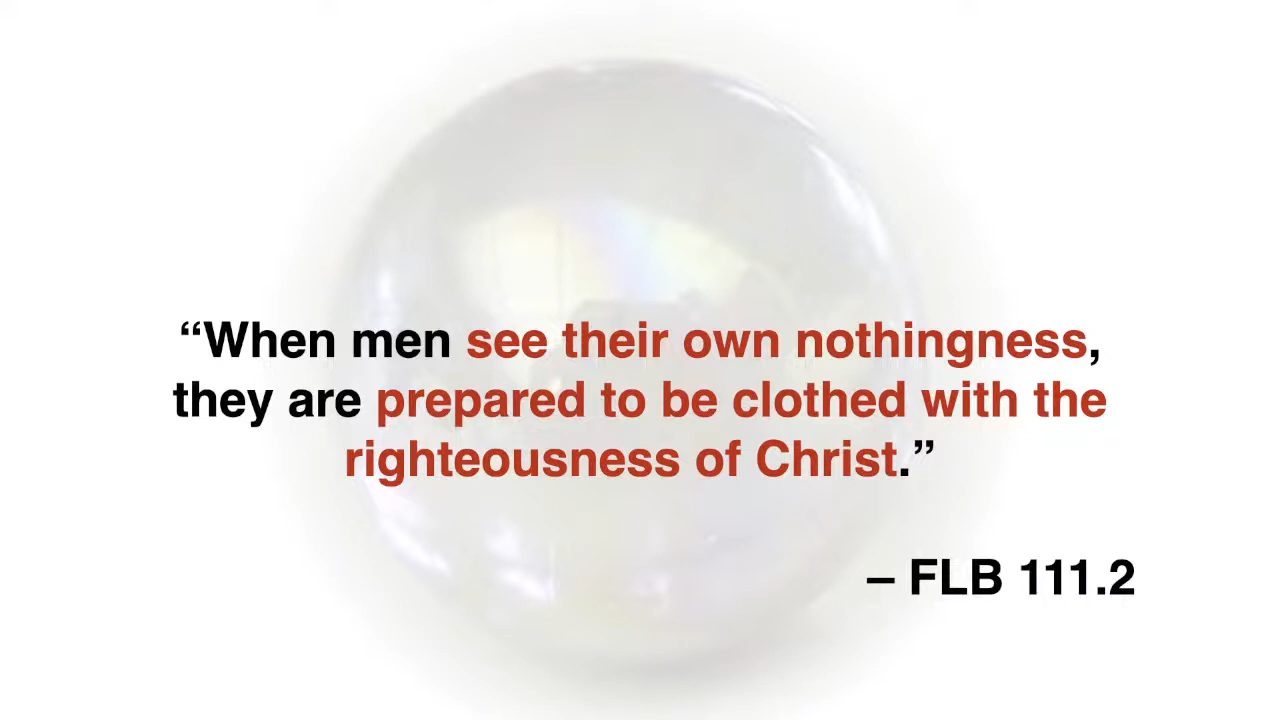 “When men see their own nothingness,
they are prepared to be clothed with the
righteousness of Christ.”
– FLB 111.2